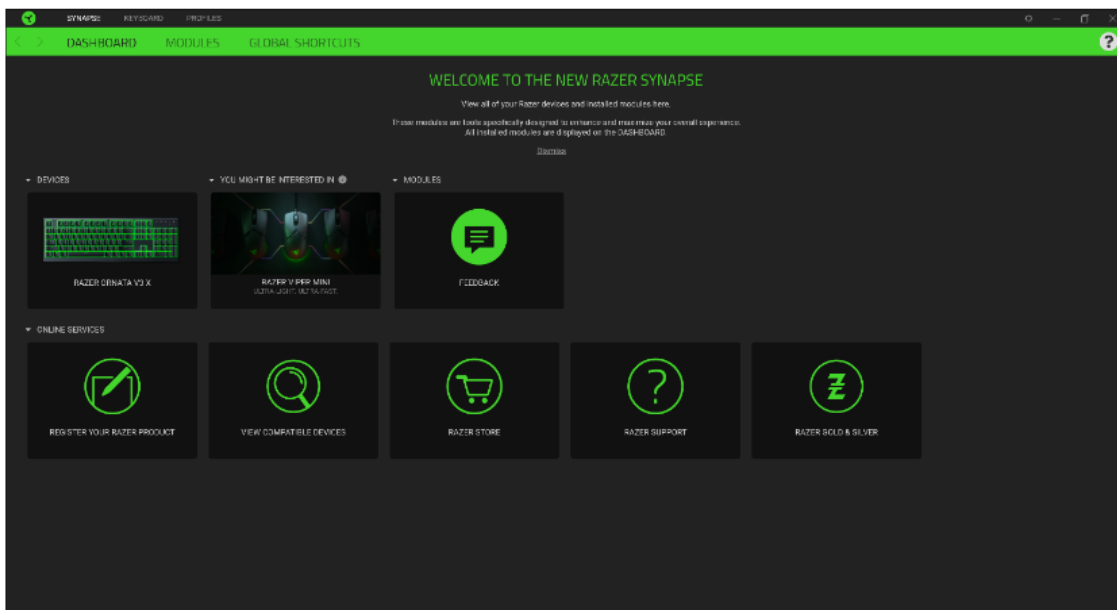 SYNAPSE KEYBOARD PROFILES
DASHBOARD MODULES GLOBAL SHORTCUTS
?
WELCOME TO THE NEW RAZER SYNAPSE
View all of your Razer devices and installed modules here.
These modules are tools specifically designed to enhance and maximize your overall experience.
All installed modules are displayed on the DASHBOARD.
Dismiss
DEVICES
YOU MIGHT BE INTERESTED IN
MODULES
RAZER ORNATA V3 X
RAZER VIPER MINI
ULTRA-LIGHT. ULTRA-FAST.
FEEDBACK
ONLINE SERVICES
REGISTER YOUR RAZER PRODUCT
VIEW COMPATIBLE DEVICES
RAZER STORE
RAZER SUPPORT
RAZER GOLD & SILVER